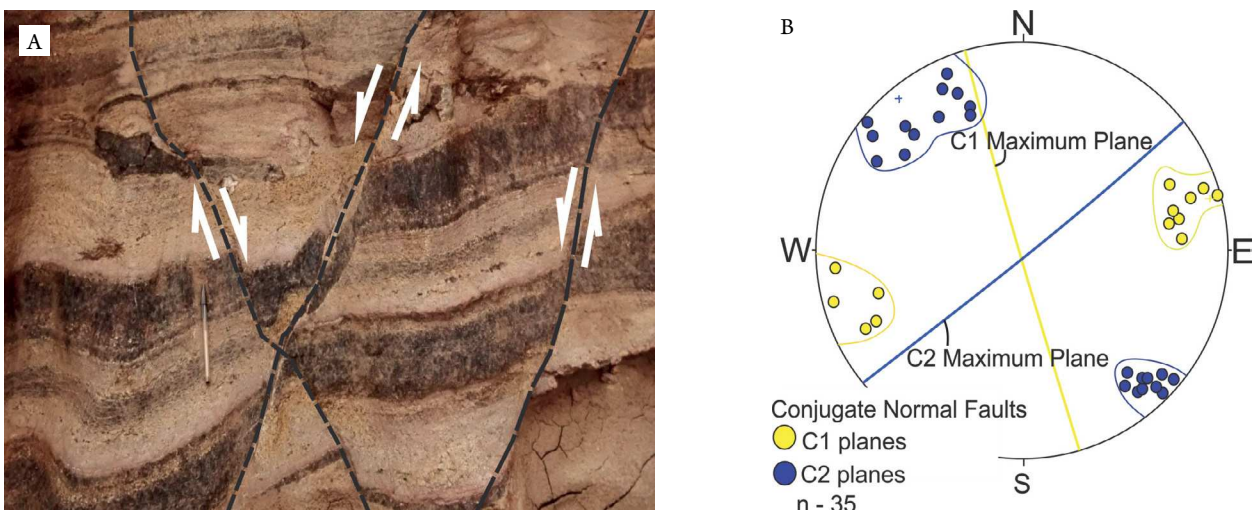 A
B
N
C1 Maximum Plane
W
E
C2 Maximum Plane
Conjugate Normal Faults
C1 planes
C2 planes
S
n - 35